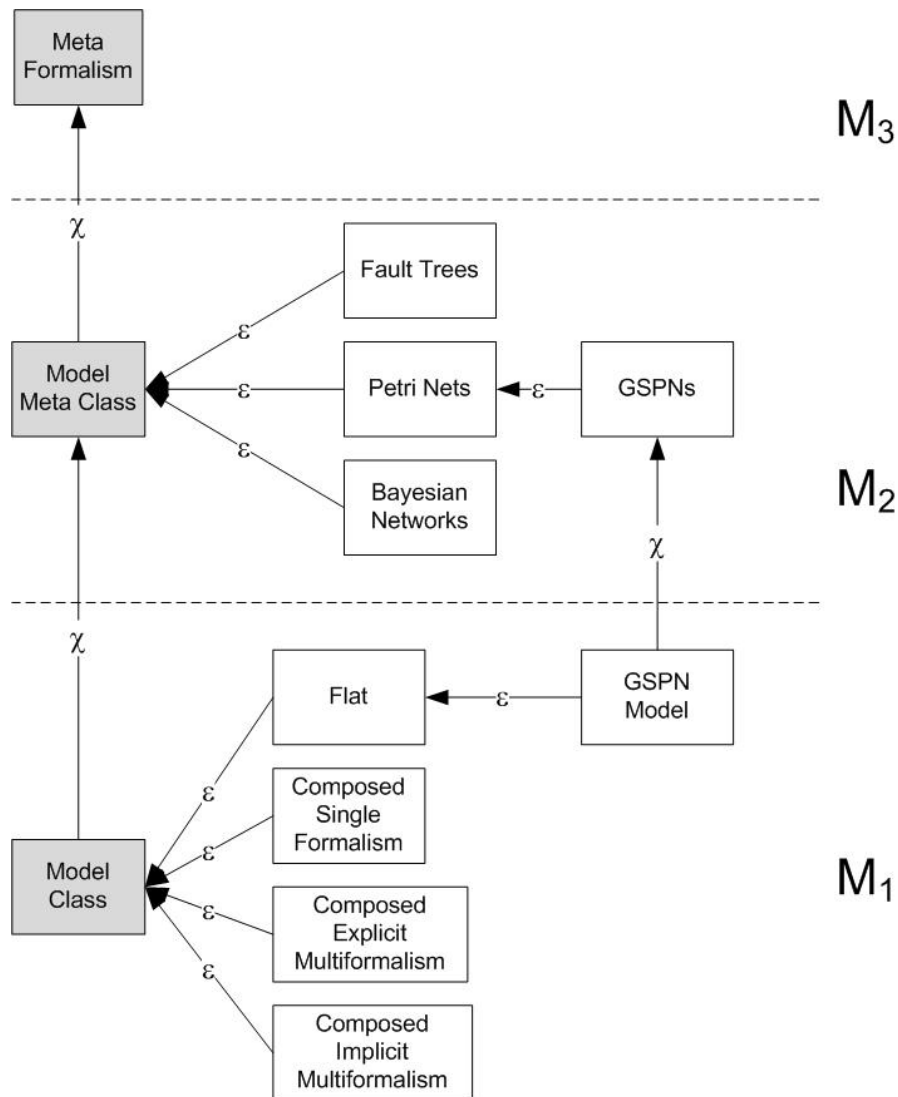 Meta
Formalism
M3
χ
Fault Trees
ε
Model
Meta Class
ε
Petri Nets
ε
GSPNs
ε
Bayesian
Networks
M2
χ
χ
Flat
ε
GSPN
Model
ε
Composed
Single
Formalism
ε
Model
Class
M1
ε
Composed
Explicit
Multiformalism
ε
Composed
Implicit
Multiformalism